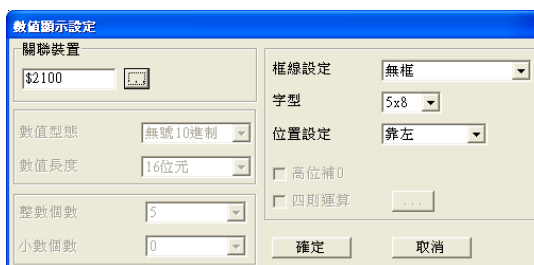 數值顯示設定
關聯裝置
$2100
...
數值型態
無號10進制
數值長度
16位元
整數個數
5
小數個數
0
框線設定
無框
字型
5x8
位置設定
靠左
高位補0
四則運算
...
確定
取消